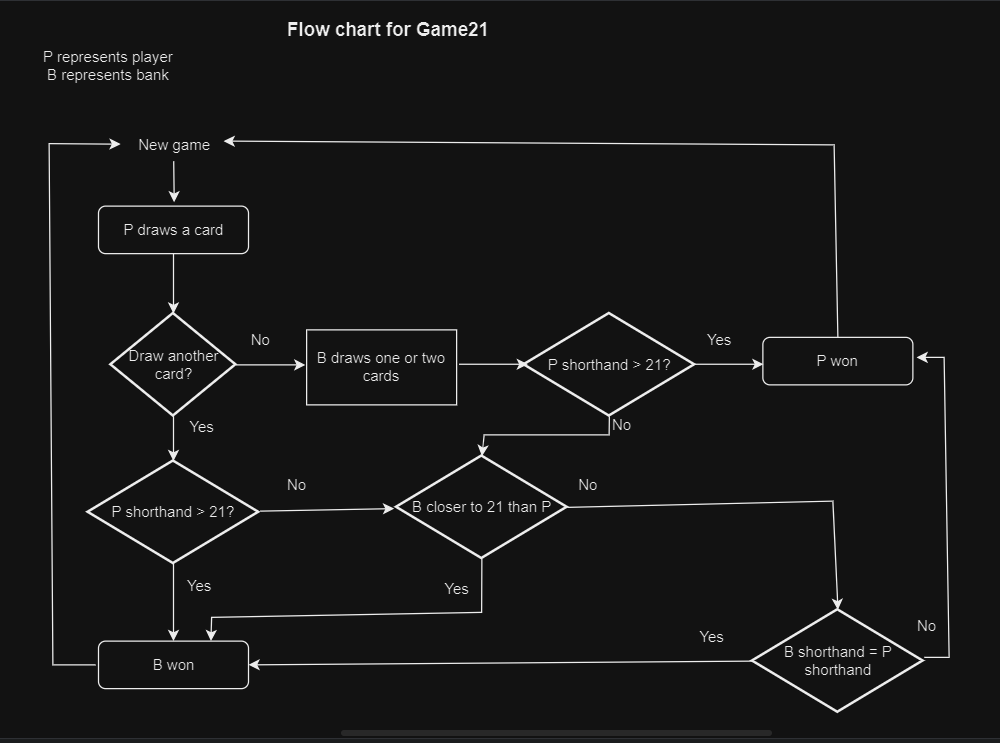 Flow chart for Game21
P represents player
B represents bank
New game
P draws a card
Draw another
card?
No
B draws one or two
cards
P shorthand > 21?
Yes
P won
Yes
No
P shorthand > 21?
No
B closer to 21 than P
No
Yes
Yes
B won
Yes
B shorthand = P
shorthand
No